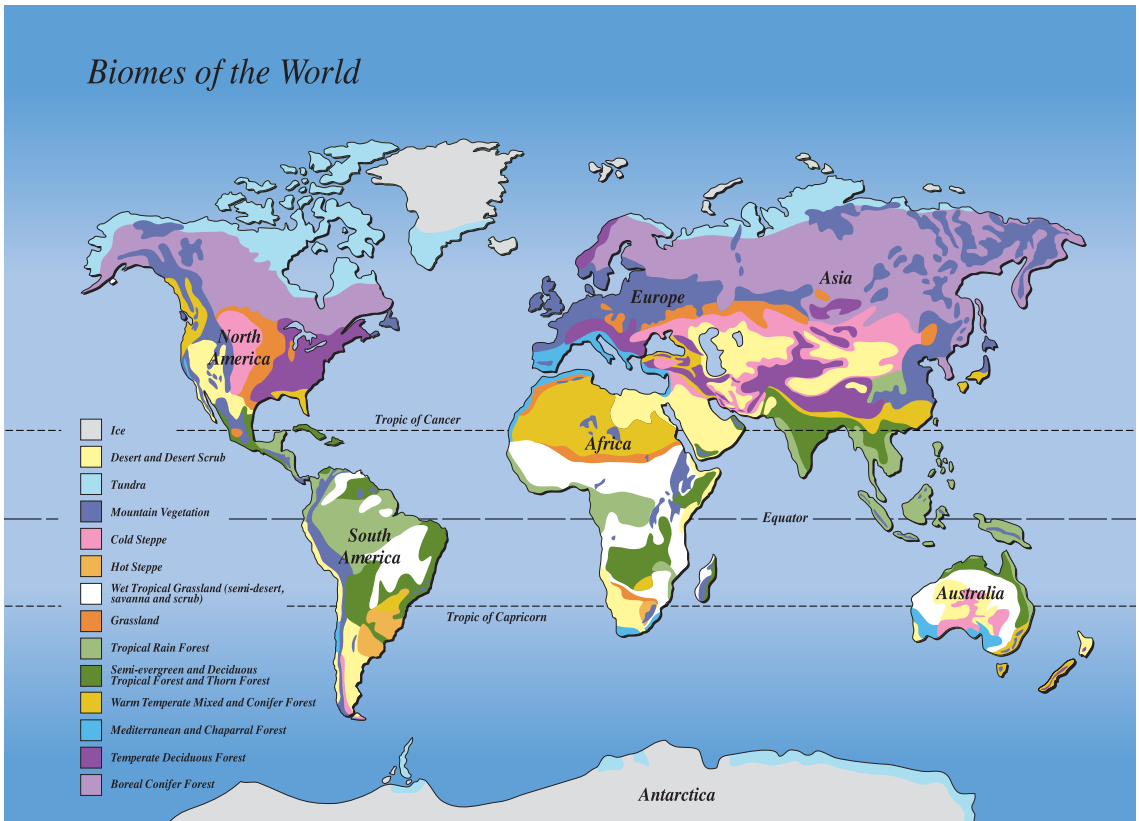 Biomes of the World
Asia
Europe
North
America
Tropic of Cancer
Africa
Equator
South
America
Australia
Tropic of Capricorn
Ice
Desert and Desert Scrub
Tundra
Mountain Vegetation
Cold Steppe
Hot Steppe
Wet Tropical Grassland (semi-desert,
savanna and scrub)
Grassland
Tropical Rain Forest
Semi-evergreen and Deciduous
Tropical Forest and Thorn Forest
Warm Temperate Mixed and Conifer Forest
Mediterranean and Chaparral Forest
Temperate Deciduous Forest
Boreal Conifer Forest
Antarctica